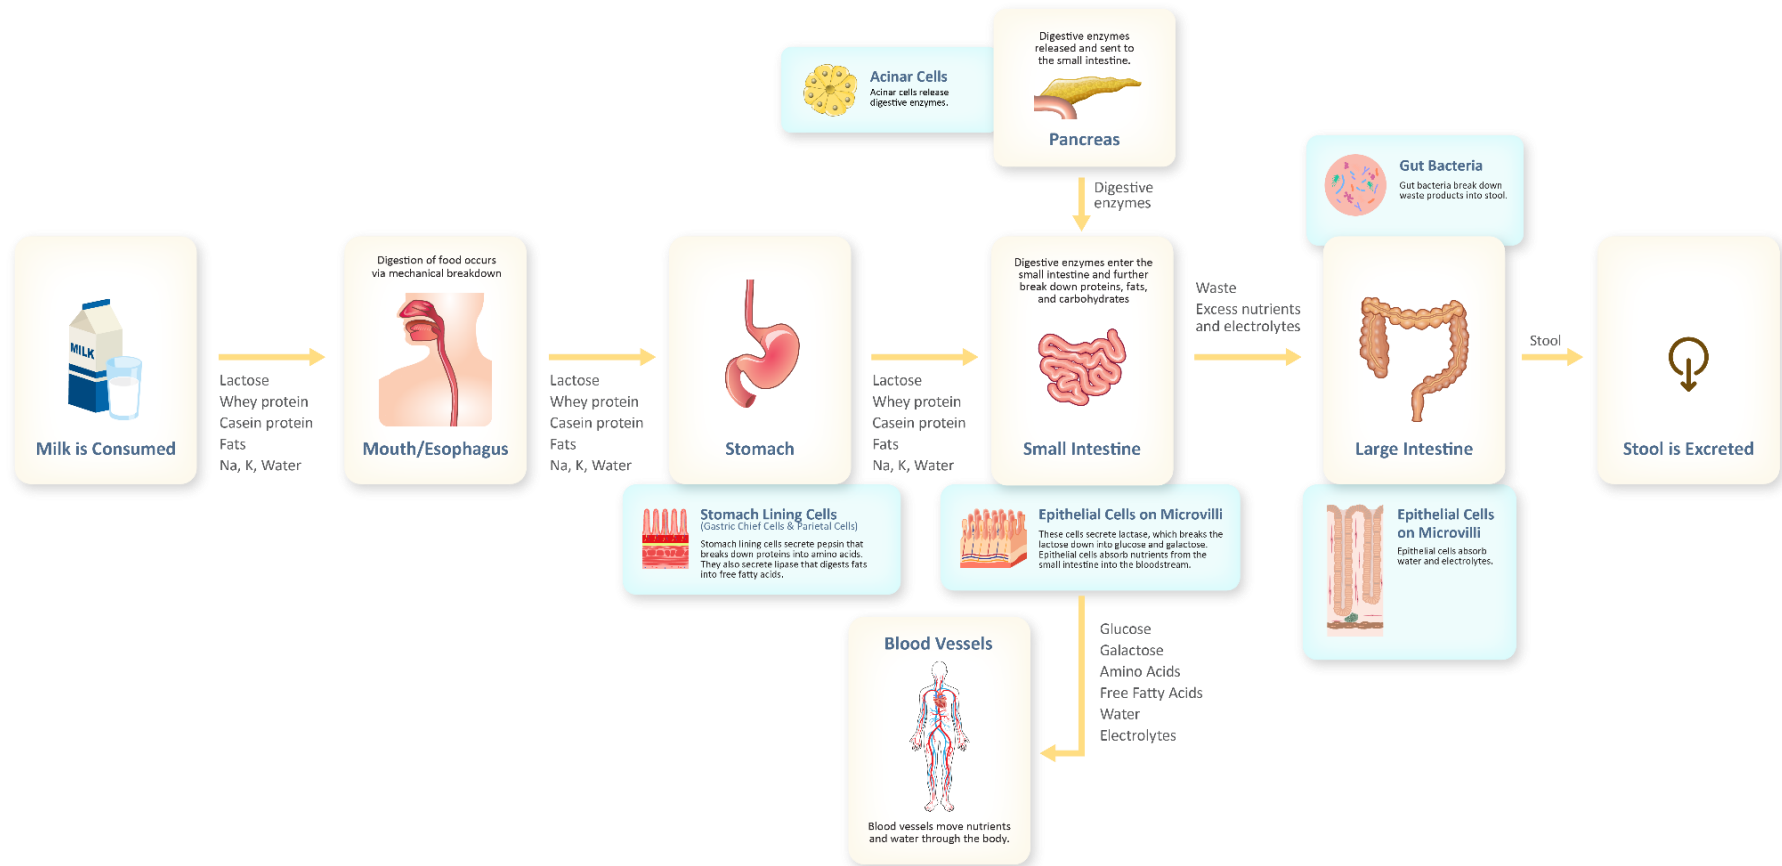 Digestive enzymes
released and sent to
the small intestine.
Pancreas
Acinar Cells
Acinar cells release
digestive enzymes.
Digestive
enzymes
Gut Bacteria
Gut bacteria break down
waste products into stool.
MILK
Milk is Consumed
Lactose
Whey protein
Casein protein
Fats
Na, K, Water
Digestion of food occurs
via mechanical breakdown
Mouth/Esophagus
Lactose
Whey protein
Casein protein
Fats
Na, K, Water
Stomach
Stomach Lining Cells
(Gastric Chief Cells & Parietal Cells)
Stomach lining cells secrete pepsin that
breaks down proteins into amino acids.
They also secrete lipase that digests fats
into free fatty acids.
Lactose
Whey protein
Casein protein
Fats
Na, K, Water
Digestive enzymes enter the
small intestine and further
break down proteins, fats,
and carbohydrates
Small Intestine
Epithelial Cells on Microvilli
These cells secrete lactase, which breaks the
lactose down into glucose and galactose.
Epithelial cells absorb nutrients from the
small intestine into the bloodstream.
Glucose
Galactose
Amino Acids
Free Fatty Acids
Water
Electrolytes
Blood Vessels
Blood vessels move nutrients
and water through the body.
Waste
Excess nutrients
and electrolytes
Large Intestine
Epithelial Cells
on Microvilli
Epithelial cells absorb
water and electrolytes.
Stool
Stool is Excreted